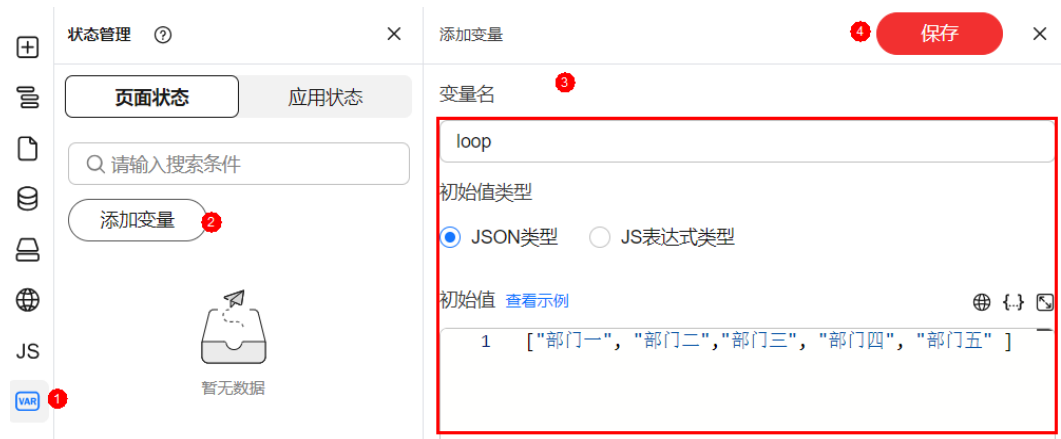 状态管理
页面状态
应用状态
请输入搜索条件
添加变量
2
暂无数据
JS
VAR
1
添加变量
4
保存
变量名
3
loop
初始值类型
JSON类型
JS表达式类型
初始值 查看示例
{..}
1 ["部门一", "部门二","部门三", "部门四", "部门五" ]